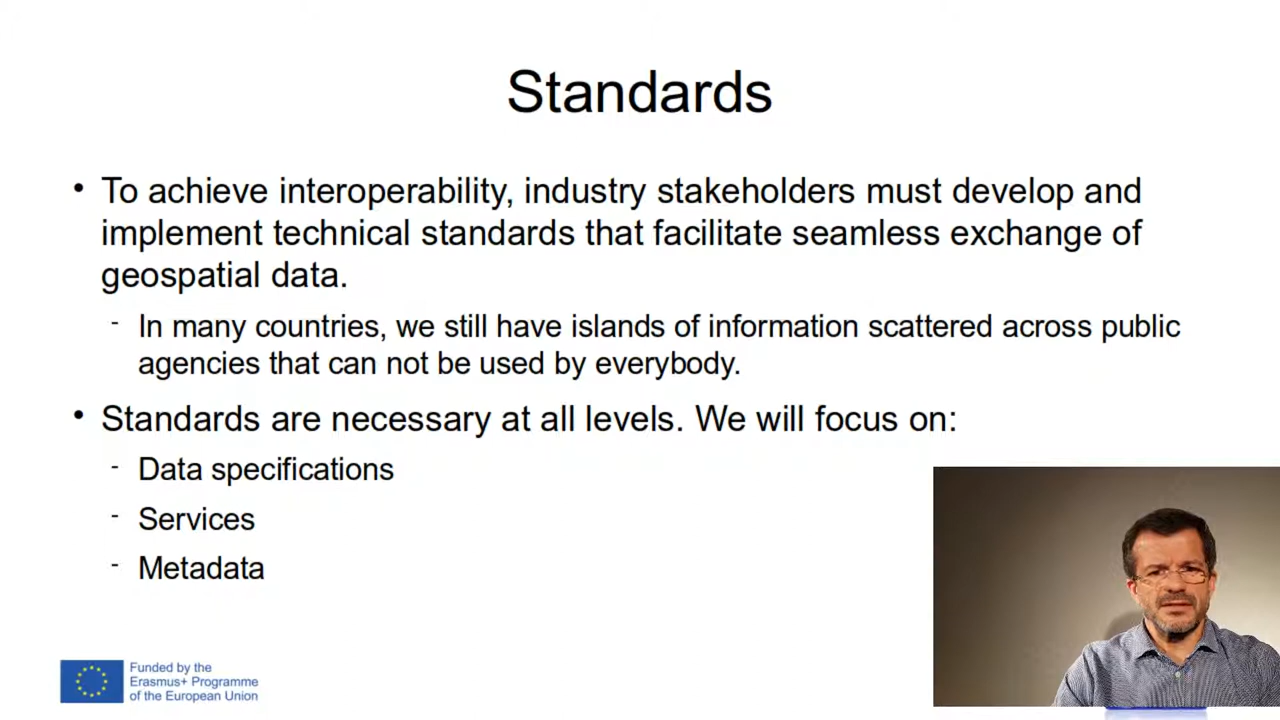 Standards
• To achieve interoperability, industry stakeholders must develop and
implement technical standards that facilitate seamless exchange of
geospatial data.
- In many countries, we still have islands of information scattered across public
agencies that can not be used by everybody.
• Standards are necessary at all levels. We will focus on:
- Data specifications
- Services
- Metadata
Funded by the
Erasmus+ Programme
of the European Union